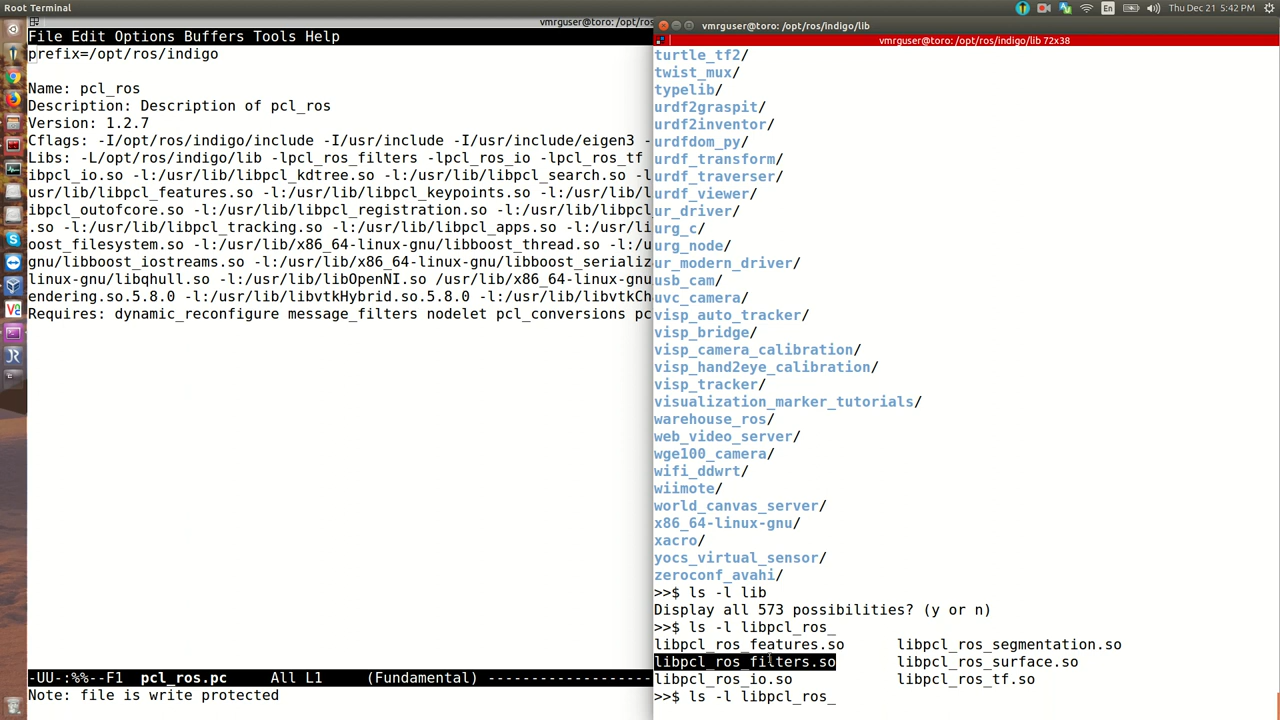 Root Terminal
En
Thu Dec 21 5:42 PM
vmrguser@toro: /opt/ros
File Edit Options Buffers Tools Help
prefix=/opt/ros/indigo
Name: pcl_ros
Description: Description of pcl_ros
Version: 1.2.7
Cflags: -I/opt/ros/indigo/include -I/usr/include -I/usr/include/eigen3 -
Libs: -L/opt/ros/indigo/lib -lpcl_ros_filters -lpcl_ros_io -lpcl_ros_tf
ibpcl_io.so -l:/usr/lib/libpcl_kdtree.so -l:/usr/lib/libpcl_search.so -l
usr/lib/libpcl_features.so -l:/usr/lib/libpcl_keypoints.so -l:/usr/lib/l
ibpcl_outofcore.so -l:/usr/lib/libpcl_registration.so -l:/usr/lib/libpcl
.so -l:/usr/lib/libpcl_tracking.so -l:/usr/lib/libpcl_apps.so -l:/usr/li
oost_filesystem.so -l:/usr/lib/x86_64-linux-gnu/libboost_thread.so -l:/u
gnu/libboost_iostreams.so -l:/usr/lib/x86_64-linux-gnu/libboost_serializ
linux-gnu/libqhull.so -l:/usr/lib/libOpenNI.so /usr/lib/x86_64-linux-gnu
endering.so.5.8.0 -l:/usr/lib/libvtkHybrid.so.5.8.0 -l:/usr/lib/libvtkCh
Requires: dynamic_reconfigure message_filters nodelet pcl_conversions pc
-UU-:%%--F1 pcl_ros.pc All L1 (Fundamental) --------------------
Note: file is write protected
vmrguser@toro: /opt/ros/indigo/lib
vmrguser@toro: /opt/ros/indigo/lib 72x38
turtle_tf2/
twist_mux/
typelib/
urdf2graspit/
urdf2inventor/
urdfdom_py/
urdf_transform/
urdf_traverser/
urdf_viewer/
ur_driver/
urg_c/
urg_node/
ur_modern_driver/
usb_cam/
uvc_camera/
visp_auto_tracker/
visp_bridge/
visp_camera_calibration/
visp_hand2eye_calibration/
visp_tracker/
visualization_marker_tutorials/
warehouse_ros/
web_video_server/
wge100_camera/
wifi_ddwrt/
wiimote/
world_canvas_server/
x86_64-linux-gnu/
xacro/
yocs_virtual_sensor/
zeroconf_avahi/
>>$ ls -l lib
Display all 573 possibilities? (y or n)
>>$ ls -l libpcl_ros_
libpcl_ros_features.so libpcl_ros_segmentation.so
libpcl_ros_filters.so libpcl_ros_surface.so
libpcl_ros_io.so libpcl_ros_tf.so
>>$ ls -l libpcl_ros_